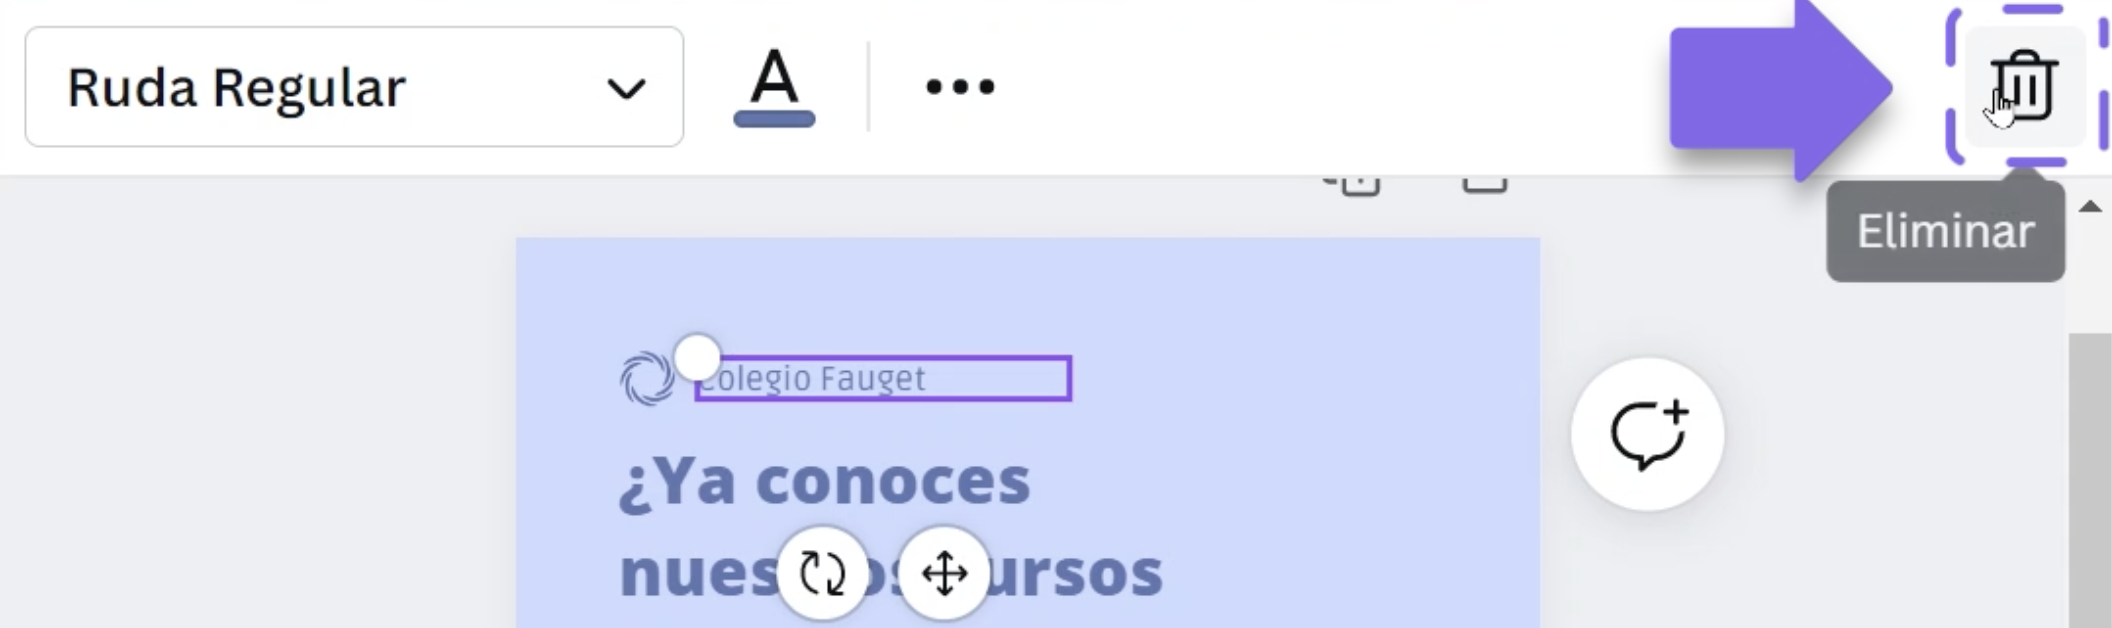 Ruda Regular
A
Eliminar
Colegio Fauget
¿Ya conoces